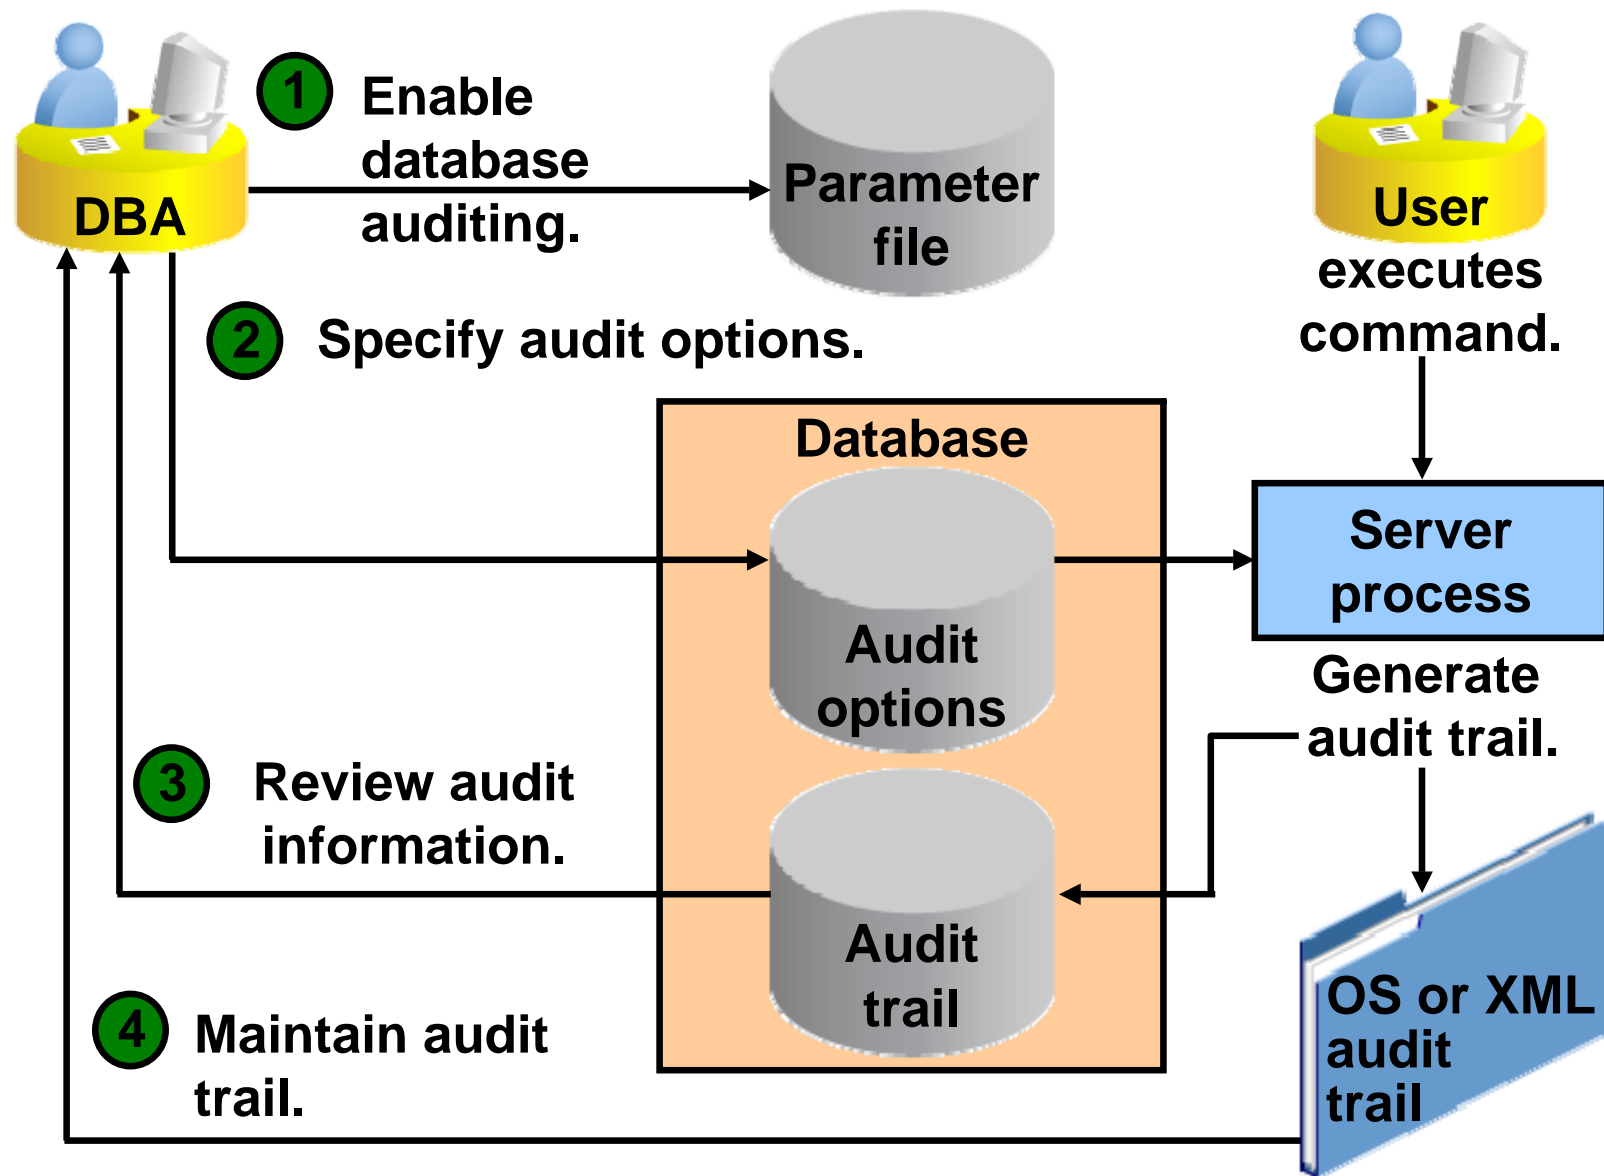 1
Enable
database
auditing.
DBA
Parameter
file
User
executes
command.
2
Specify audit options.
Database
Server
process
Audit
options
Generate
audit trail.
3
Review audit
information.
Audit
trail
OS or XML
audit
trail
4
Maintain audit
trail.